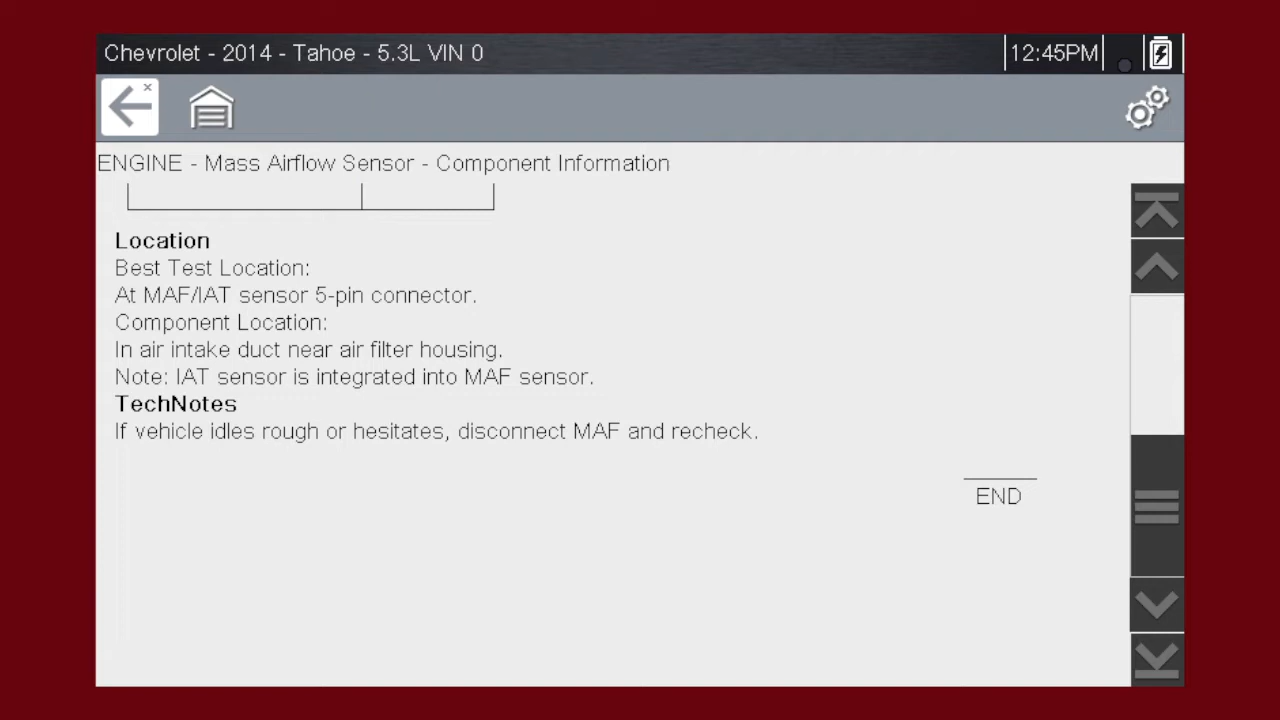 Chevrolet - 2014 - Tahoe - 5.3L VIN 0
12:45PM
ENGINE - Mass Airflow Sensor - Component Information
Location
Best Test Location:
At MAF/IAT sensor 5-pin connector.
Component Location:
In air intake duct near air filter housing.
Note: IAT sensor is integrated into MAF sensor.
TechNotes
If vehicle idles rough or hesitates, disconnect MAF and recheck.
END